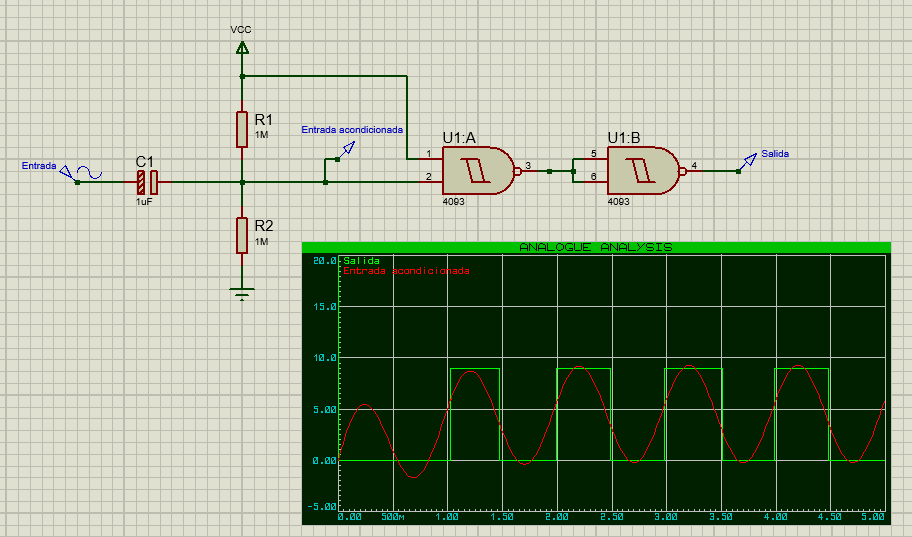 VCC
R1
1M
Entrada acondicionada
U1:A
U1:B
Entrada
C1
1uF
1
2
3
4093
5
6
4
4093
Salida
R2
1M
ANALOGUE ANALYSIS
Salida
Entrada acondicionada
20.0
15.0
10.0
5.00
0.00
-5.00
0.00 500m 1.00 1.50 2.00 2.50 3.00 3.50 4.00 4.50 5.00